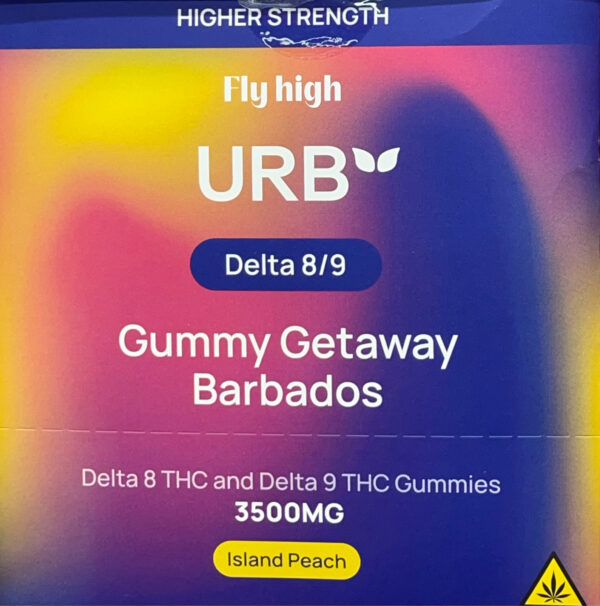 HIGHER STRENGTH
Fly high
URB
Delta 8/9
Gummy Getaway
Barbados
Delta 8 THC and Delta 9 THC Gummies
3500MG
Island Peach